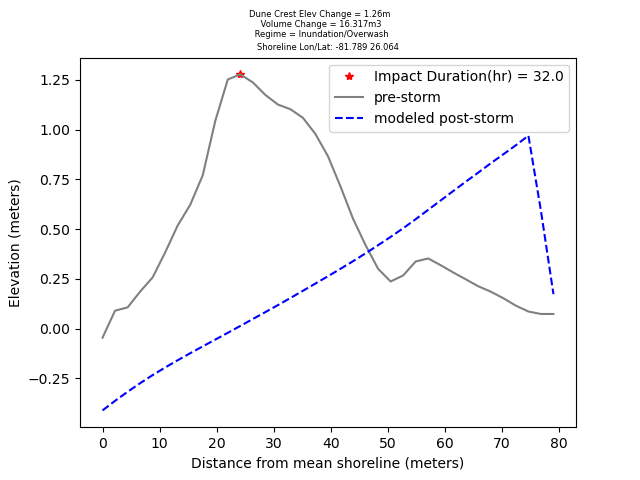 Dune Crest Elev Change = 1.26m
Volume Change = 16.317m3
Regime = Inundation/Overwash
Shoreline Lon/Lat: -81.789 26.064
Impact Duration(hr) = 32.0
pre-storm
modeled post-storm
1.25
1.00
0.75
0.50
0.25
0.00
−0.25
Elevation (meters)
0 10 20 30 40 50 60 70 80
Distance from mean shoreline (meters)